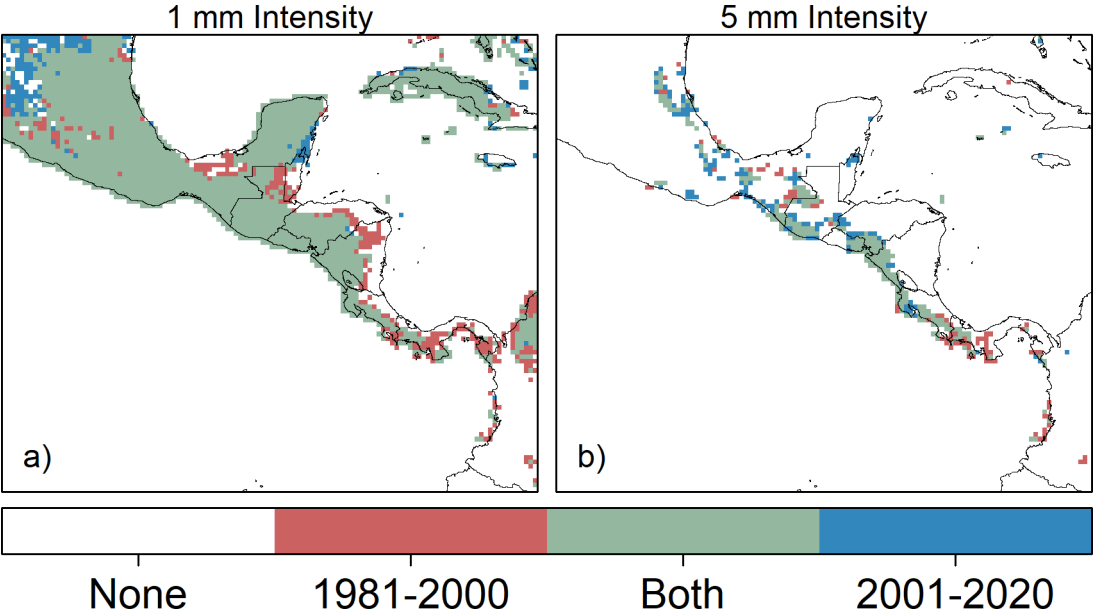 1 mm Intensity
5 mm Intensity
a)
b)
None
1981-2000
Both
2001-2020